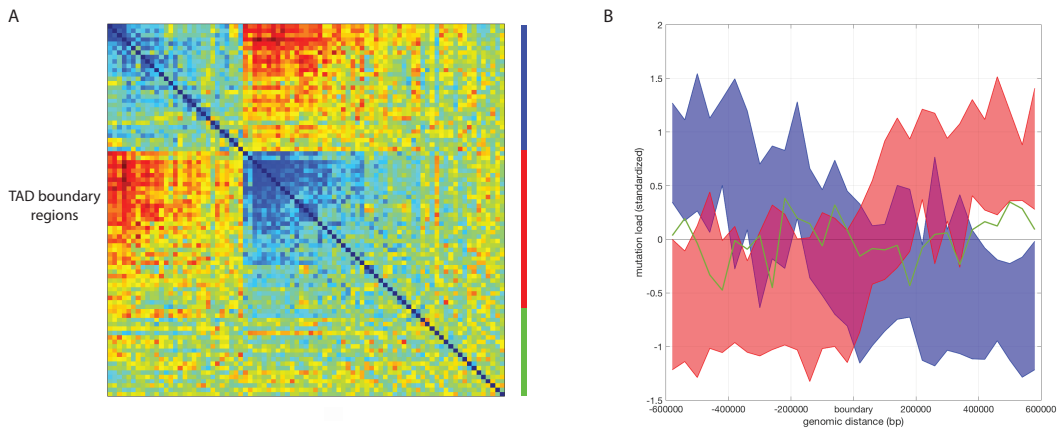 A
TAD boundary
regions
B
mutation load (standardized)
2
1.5
1
0.5
0
-0.5
-1
-1.5
-600000 -400000 -200000 boundary 200000 400000 600000
genomic distance (bp)